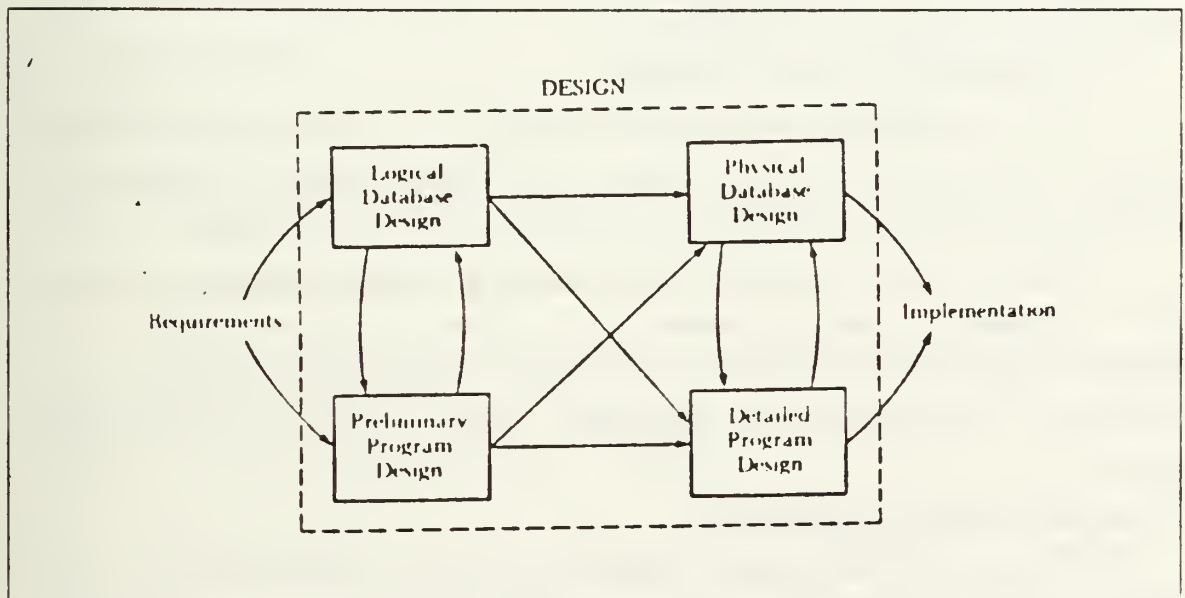 DESIGN
Logical
Database
Design
Physical
Database
Design
Requirements
Implementation
Preliminary
Program
Design
Detailed
Program
Design